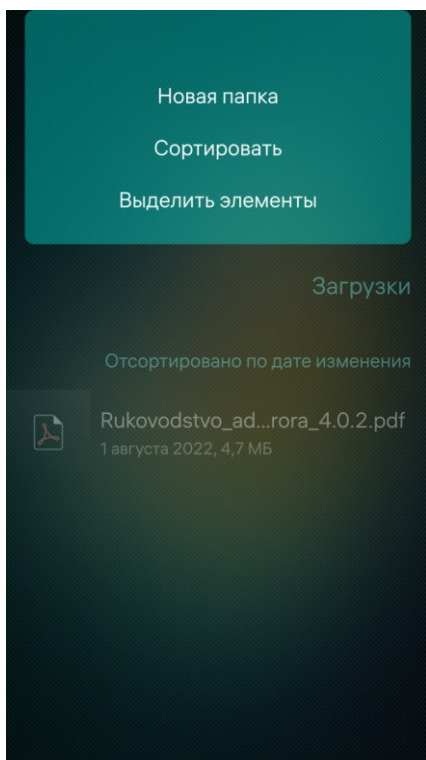 Новая папка
Сортировать
Выделить элементы
Загрузки
Отсортировано по дате изменения
Rukovodstvo_ad...rora_4.0.2.pdf
1 августа 2022, 4,7 МБ